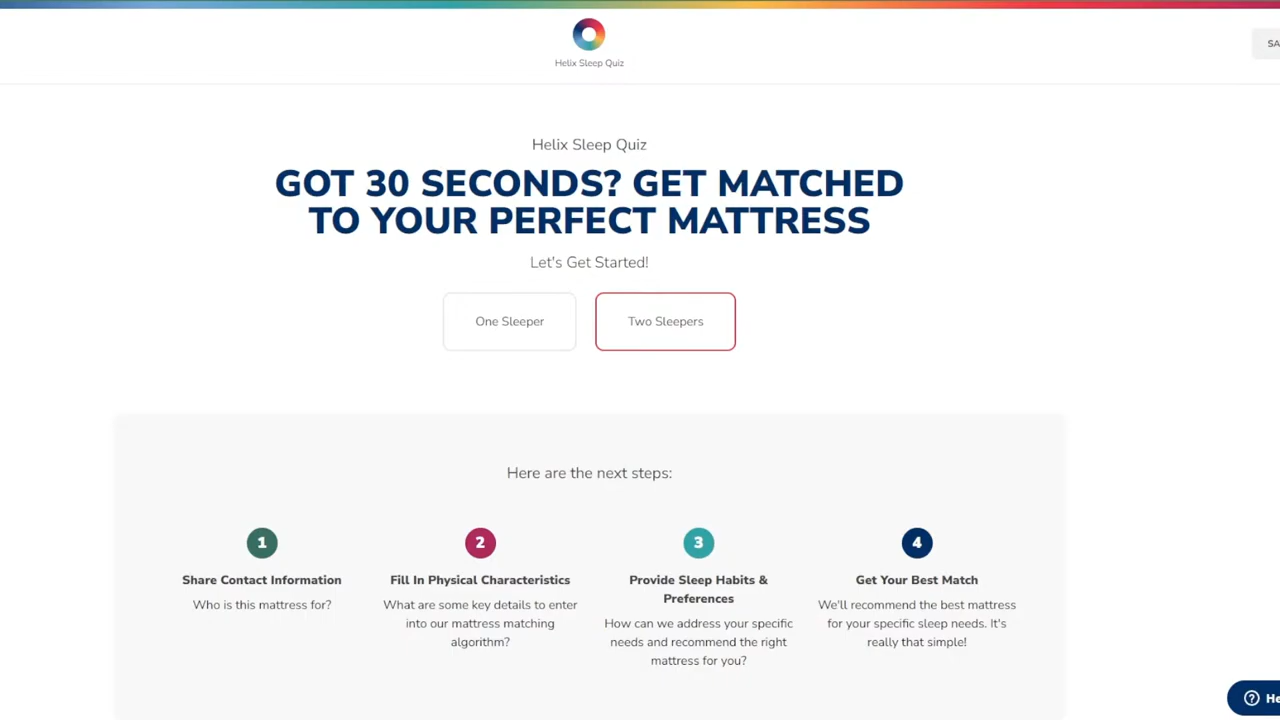 Helix Sleep Quiz
SA
Helix Sleep Quiz
GOT 30 SECONDS? GET MATCHED
TO YOUR PERFECT MATTRESS
Let's Get Started!
One Sleeper
Two Sleepers
Here are the next steps:
1
Share Contact Information
Who is this mattress for?
2
Fill In Physical Characteristics
What are some key details to enter
into our mattress matching
algorithm?
3
Provide Sleep Habits &
Preferences
How can we address your specific
needs and recommend the right
mattress for you?
4
Get Your Best Match
We'll recommend the best mattress
for your specific sleep needs. It's
really that simple!
? He